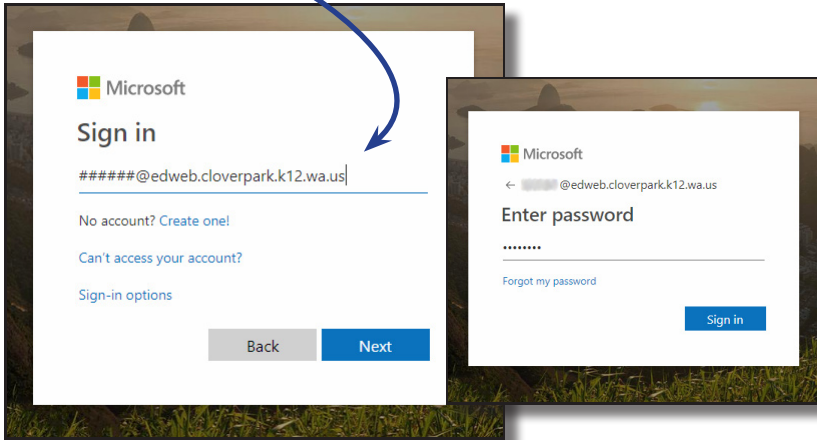 Microsoft
Sign in
######@edweb.cloverpark.k12.wa.us
No account? Create one!
Can't access your account?
Sign-in options
Back Next
Microsoft
← @edweb.cloverpark.k12.wa.us
Enter password
••••••••
Forgot my password
Sign in